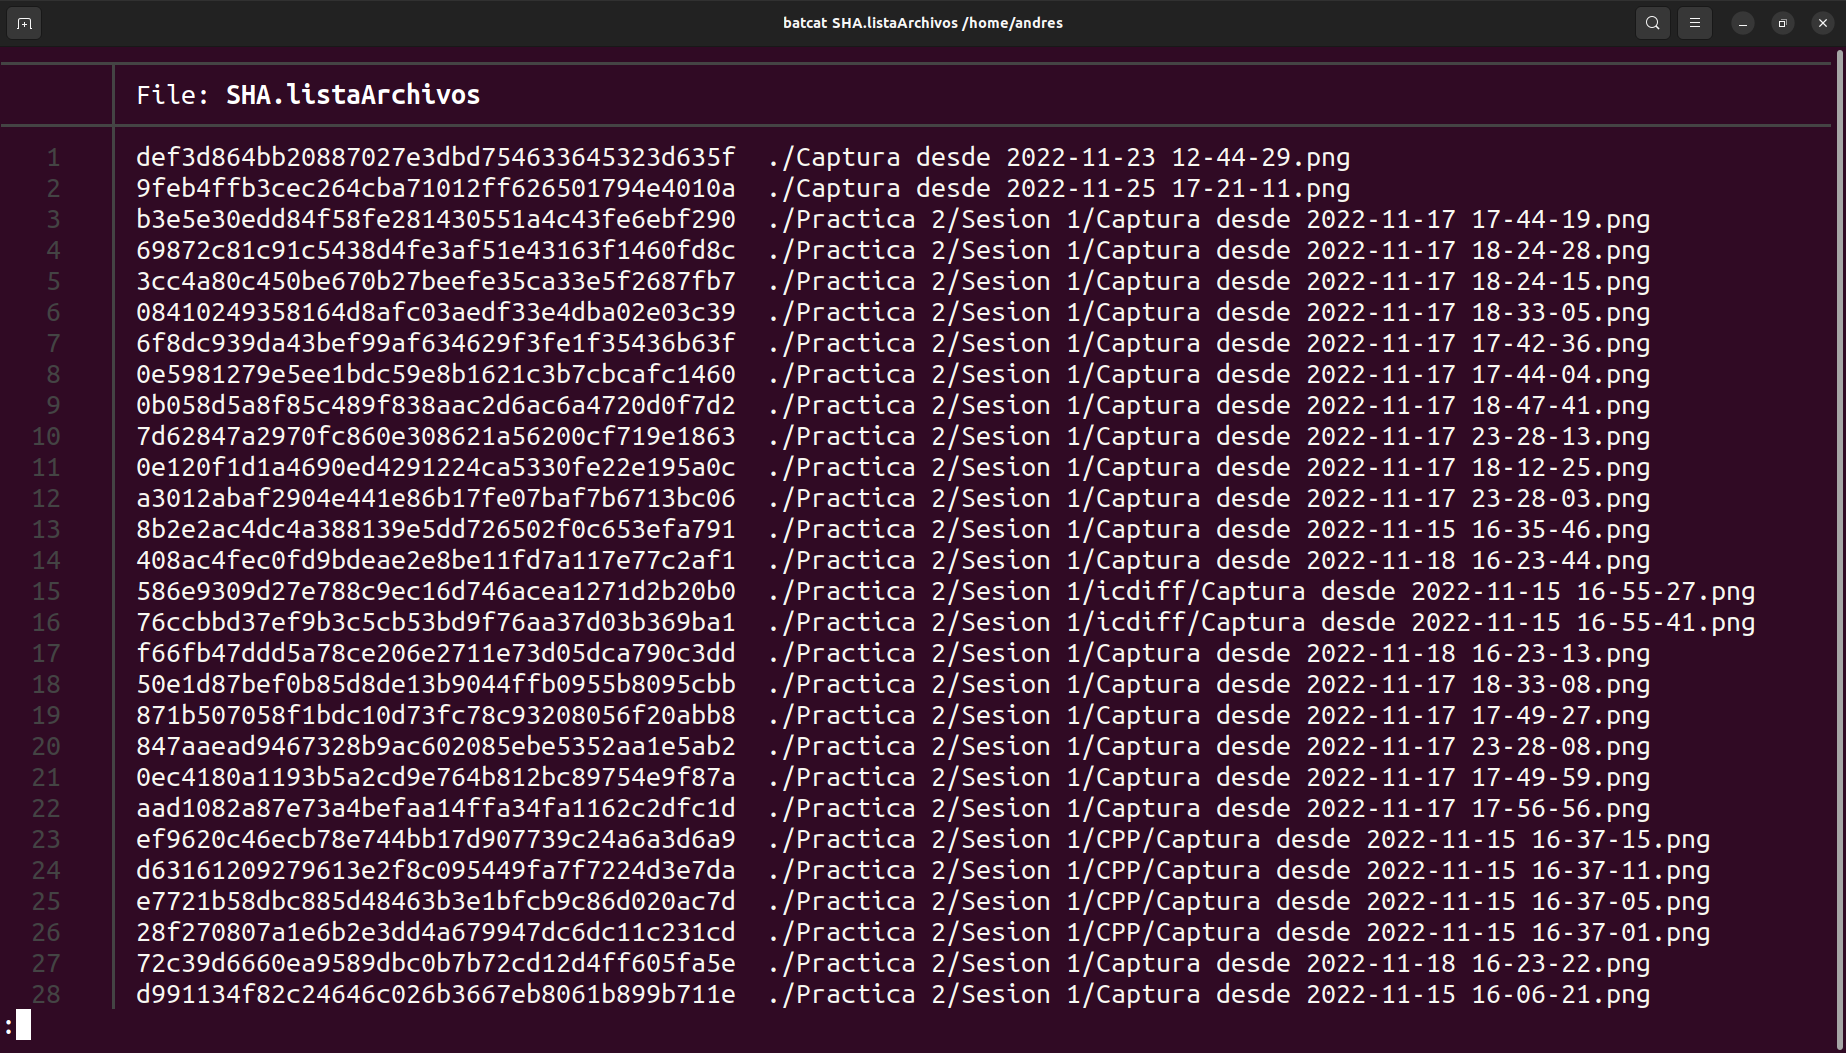 batcat SHA.listaArchivos /home/andres
File: SHA.listaArchivos
1 def3d864bb20887027e3dbd754633645323d635f ./Captura desde 2022-11-23 12-44-29.png
2 9feb4ffb3cec264cba71012ff626501794e4010a ./Captura desde 2022-11-25 17-21-11.png
3 b3e5e30edd84f58fe281430551a4c43fe6ebf290 ./Practica 2/Sesion 1/Captura desde 2022-11-17 17-44-19.png
4 69872c81c91c5438d4fe3af51e43163f1460fd8c ./Practica 2/Sesion 1/Captura desde 2022-11-17 18-24-28.png
5 3cc4a80c450be670b27beefe35ca33e5f2687fb7 ./Practica 2/Sesion 1/Captura desde 2022-11-17 18-24-15.png
6 08410249358164d8afc03aedf33e4dba02e03c39 ./Practica 2/Sesion 1/Captura desde 2022-11-17 18-33-05.png
7 6f8dc939da43bef99af634629f3fe1f35436b63f ./Practica 2/Sesion 1/Captura desde 2022-11-17 17-42-36.png
8 0e5981279e5ee1bdc59e8b1621c3b7cbcafc1460 ./Practica 2/Sesion 1/Captura desde 2022-11-17 17-44-04.png
9 0b058d5a8f85c489f838aac2d6ac6a4720d0f7d2 ./Practica 2/Sesion 1/Captura desde 2022-11-17 18-47-41.png
10 7d62847a2970fc860e308621a56200cf719e1863 ./Practica 2/Sesion 1/Captura desde 2022-11-17 23-28-13.png
11 0e120f1d1a4690ed4291224ca5330fe22e195a0c ./Practica 2/Sesion 1/Captura desde 2022-11-17 18-12-25.png
12 a3012abaf2904e441e86b17fe07baf7b6713bc06 ./Practica 2/Sesion 1/Captura desde 2022-11-17 23-28-03.png
13 8b2e2ac4dc4a388139e5dd726502f0c653efa791 ./Practica 2/Sesion 1/Captura desde 2022-11-15 16-35-46.png
14 408ac4fec0fd9bdeae2e8be11fd7a117e77c2af1 ./Practica 2/Sesion 1/Captura desde 2022-11-18 16-23-44.png
15 586e9309d27e788c9ec16d746acea1271d2b20b0 ./Practica 2/Sesion 1/icdiff/Captura desde 2022-11-15 16-55-27.png
16 76ccbbd37ef9b3c5cb53bd9f76aa37d03b369ba1 ./Practica 2/Sesion 1/icdiff/Captura desde 2022-11-15 16-55-41.png
17 f66fb47ddd5a78ce206e2711e73d05dca790c3dd ./Practica 2/Sesion 1/Captura desde 2022-11-18 16-23-13.png
18 50e1d87bef0b85d8de13b9044ffb0955b8095cbb ./Practica 2/Sesion 1/Captura desde 2022-11-17 18-33-08.png
19 871b507058f1bdc10d73fc78c93208056f20abb8 ./Practica 2/Sesion 1/Captura desde 2022-11-17 17-49-27.png
20 847aaead9467328b9ac602085ebe5352aa1e5ab2 ./Practica 2/Sesion 1/Captura desde 2022-11-17 23-28-08.png
21 0ec4180a1193b5a2cd9e764b812bc89754e9f87a ./Practica 2/Sesion 1/Captura desde 2022-11-17 17-49-59.png
22 aad1082a87e73a4befaa14ffa34fa1162c2dfc1d ./Practica 2/Sesion 1/Captura desde 2022-11-17 17-56-56.png
23 ef9620c46ecb78e744bb17d907739c24a6a3d6a9 ./Practica 2/Sesion 1/CPP/Captura desde 2022-11-15 16-37-15.png
24 d63161209279613e2f8c095449fa7f7224d3e7da ./Practica 2/Sesion 1/CPP/Captura desde 2022-11-15 16-37-11.png
25 e7721b58dbc885d48463b3e1bfcb9c86d020ac7d ./Practica 2/Sesion 1/CPP/Captura desde 2022-11-15 16-37-05.png
26 28f270807a1e6b2e3dd4a679947dc6dc11c231cd ./Practica 2/Sesion 1/CPP/Captura desde 2022-11-15 16-37-01.png
27 72c39d6660ea9589dbc0b7b72cd12d4ff605fa5e ./Practica 2/Sesion 1/Captura desde 2022-11-18 16-23-22.png
28 d991134f82c24646c026b3667eb8061b899b711e ./Practica 2/Sesion 1/Captura desde 2022-11-15 16-06-21.png
: